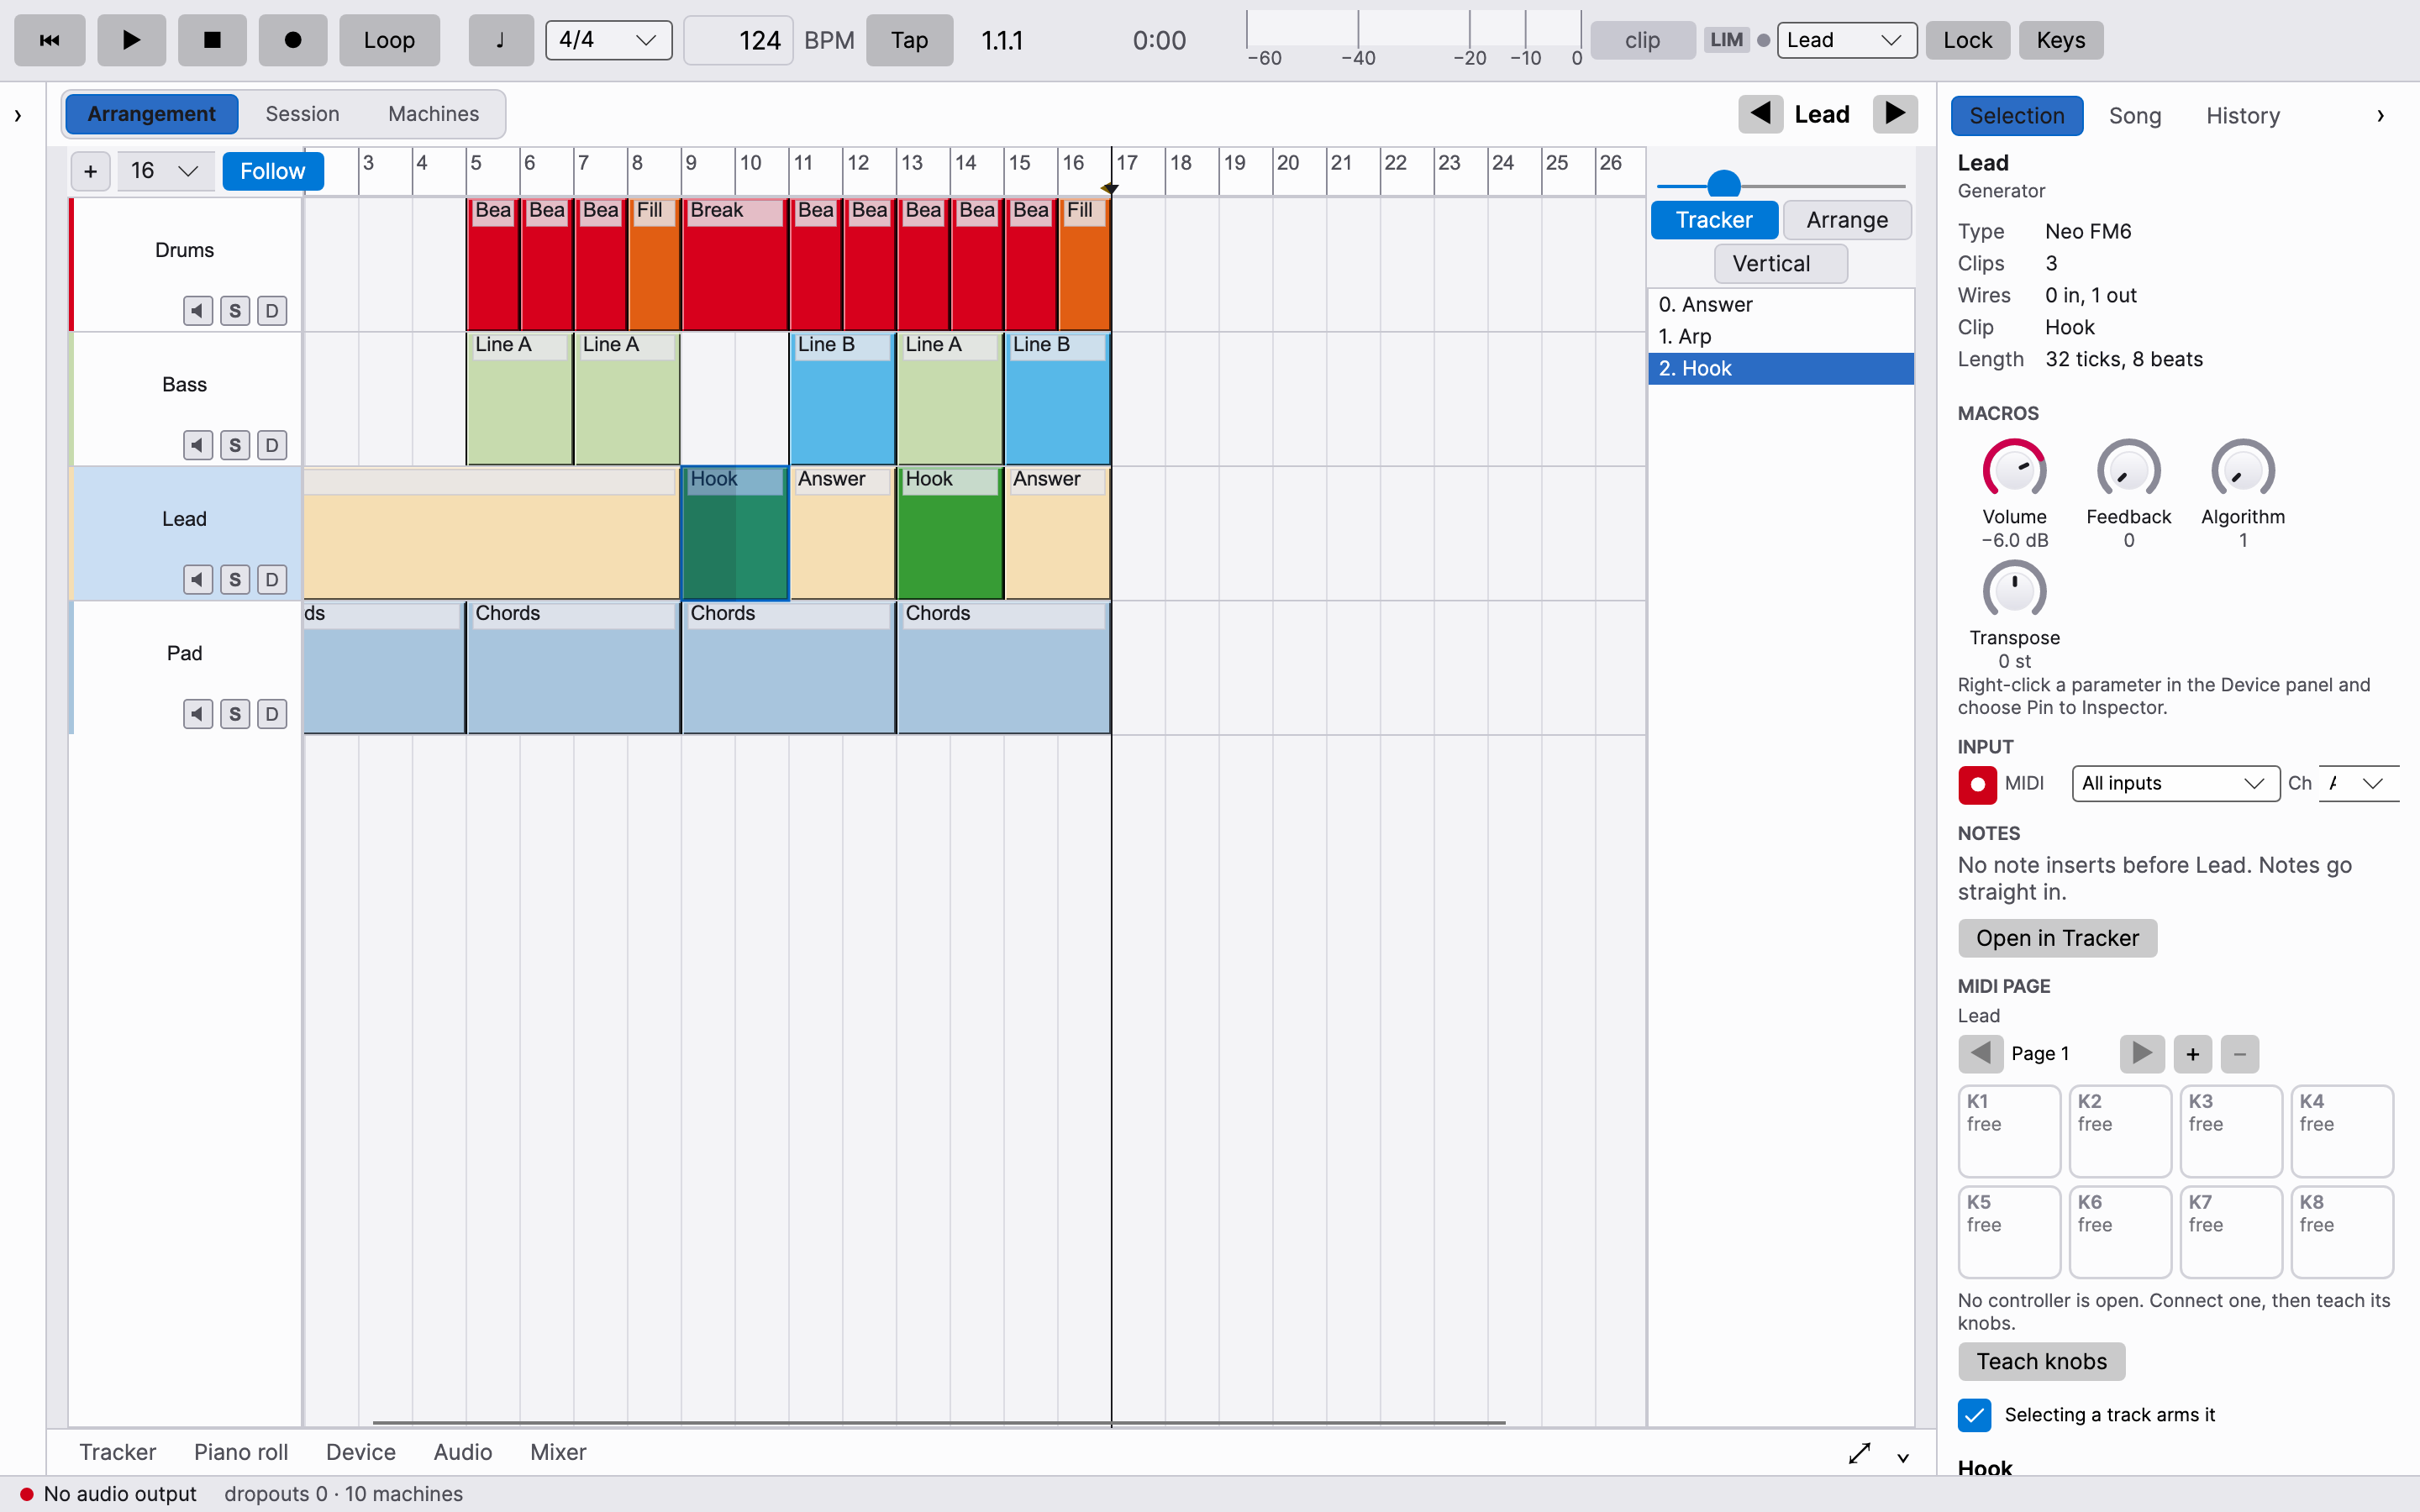 Loop
4/4
124 BPM
Tap
1.1.1
0:00
−60 −40 −20 −10 0
clip
LIM
Lead
Lock
Keys
Arrangement Session Machines
Lead
Selection Song History
+ 16 Follow
3 4 5 6 7 8 9 10 11 12 13 14 15 16 17 18 19 20 21 22 23 24 25 26
Drums
S D
Bea Bea Bea Fill Break Bea Bea Bea Bea Bea Fill
Bass
S D
Line A Line A Line B Line A Line B
Lead
S D
Hook Answer Hook Answer
Pad
S D
ds Chords Chords Chords
Tracker Arrange
Vertical
0. Answer
1. Arp
2. Hook
Lead
Generator
Type Neo FM6
Clips 3
Wires 0 in, 1 out
Clip Hook
Length 32 ticks, 8 beats
MACROS
Volume Feedback Algorithm
−6.0 dB 0 1
Transpose
0 st
Right-click a parameter in the Device panel and
choose Pin to Inspector.
INPUT
MIDI All inputs Ch
NOTES
No note inserts before Lead. Notes go
straight in.
Open in Tracker
MIDI PAGE
Lead
Page 1 + −
K1 K2 K3 K4
free free free free
K5 K6 K7 K8
free free free free
No controller is open. Connect one, then teach its
knobs.
Teach knobs
Selecting a track arms it
Hook
Tracker Piano roll Device Audio Mixer
No audio output dropouts 0 · 10 machines